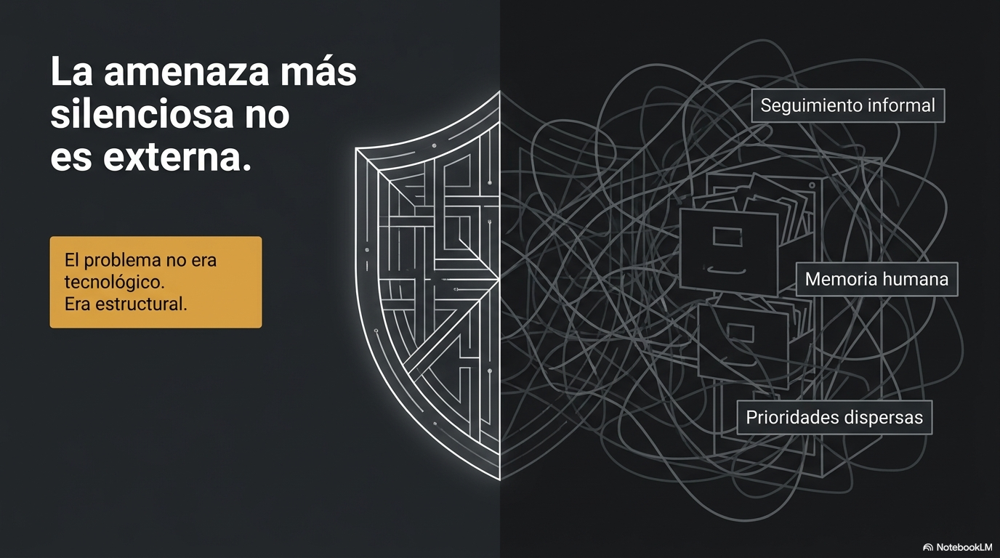 La amenaza más
silenciosa no
es externa.
El problema no era
tecnológico.
Era estructural.
Seguimiento informal
Memoria humana
Prioridades dispersas
NotebookLM